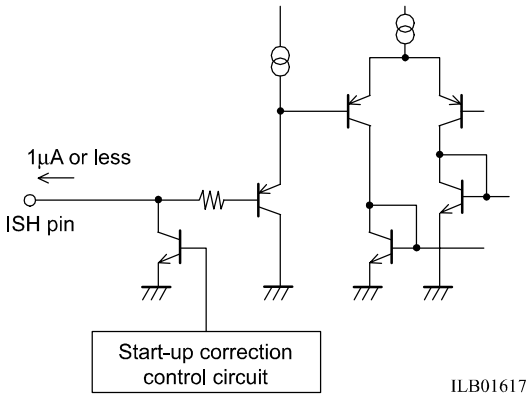 1μA or less
ISH pin
Start-up correction
control circuit
ILB01617